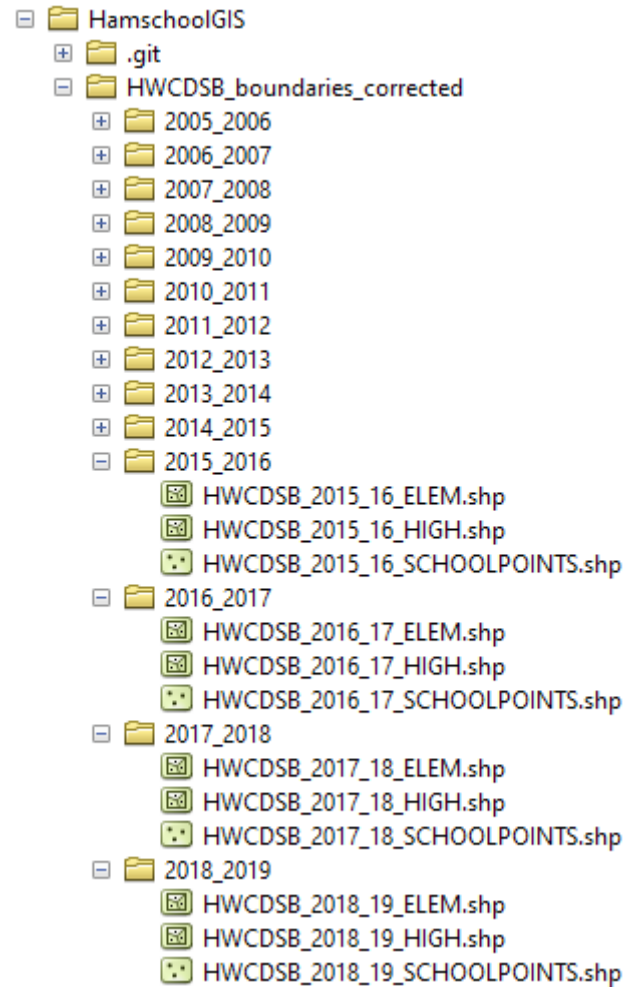 HamschoolGIS
.git
HWCDSB_boundaries_corrected
2005_2006
2006_2007
2007_2008
2008_2009
2009_2010
2010_2011
2011_2012
2012_2013
2013_2014
2014_2015
2015_2016
HWCDSB_2015_16_ELEM.shp
HWCDSB_2015_16_HIGH.shp
HWCDSB_2015_16_SCHOOLPOINTS.shp
2016_2017
HWCDSB_2016_17_ELEM.shp
HWCDSB_2016_17_HIGH.shp
HWCDSB_2016_17_SCHOOLPOINTS.shp
2017_2018
HWCDSB_2017_18_ELEM.shp
HWCDSB_2017_18_HIGH.shp
HWCDSB_2017_18_SCHOOLPOINTS.shp
2018_2019
HWCDSB_2018_19_ELEM.shp
HWCDSB_2018_19_HIGH.shp
HWCDSB_2018_19_SCHOOLPOINTS.shp